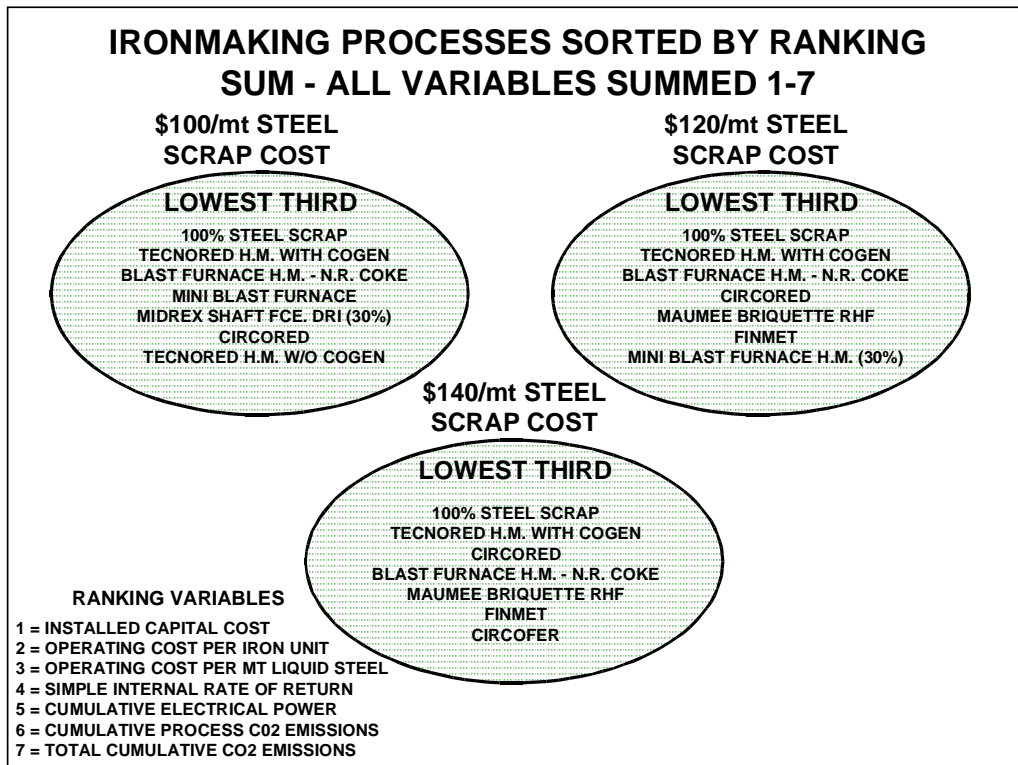 IRONMAKING PROCESSES SORTED BY RANKING
SUM - ALL VARIABLES SUMMED 1-7
$100/mt STEEL
SCRAP COST
LOWEST THIRD
100% STEEL SCRAP
TECNORED H.M. WITH COGEN
BLAST FURNACE H.M. - N.R. COKE
MINI BLAST FURNACE
MIDREX SHAFT FCE. DRI (30%)
CIRCORED
TECNORED H.M. W/O COGEN
$120/mt STEEL
SCRAP COST
LOWEST THIRD
100% STEEL SCRAP
TECNORED H.M. WITH COGEN
BLAST FURNACE H.M. - N.R. COKE
CIRCORED
MAUMEE BRIQUETTE RHF
FINMET
MINI BLAST FURNACE H.M. (30%)
$140/mt STEEL
SCRAP COST
LOWEST THIRD
100% STEEL SCRAP
TECNORED H.M. WITH COGEN
CIRCORED
BLAST FURNACE H.M. - N.R. COKE
MAUMEE BRIQUETTE RHF
FINMET
CIRCOFER
RANKING VARIABLES
1 = INSTALLED CAPITAL COST
2 = OPERATING COST PER IRON UNIT
3 = OPERATING COST PER MT LIQUID STEEL
4 = SIMPLE INTERNAL RATE OF RETURN
5 = CUMULATIVE ELECTRICAL POWER
6 = CUMULATIVE PROCESS C02 EMISSIONS
7 = TOTAL CUMULATIVE CO2 EMISSIONS